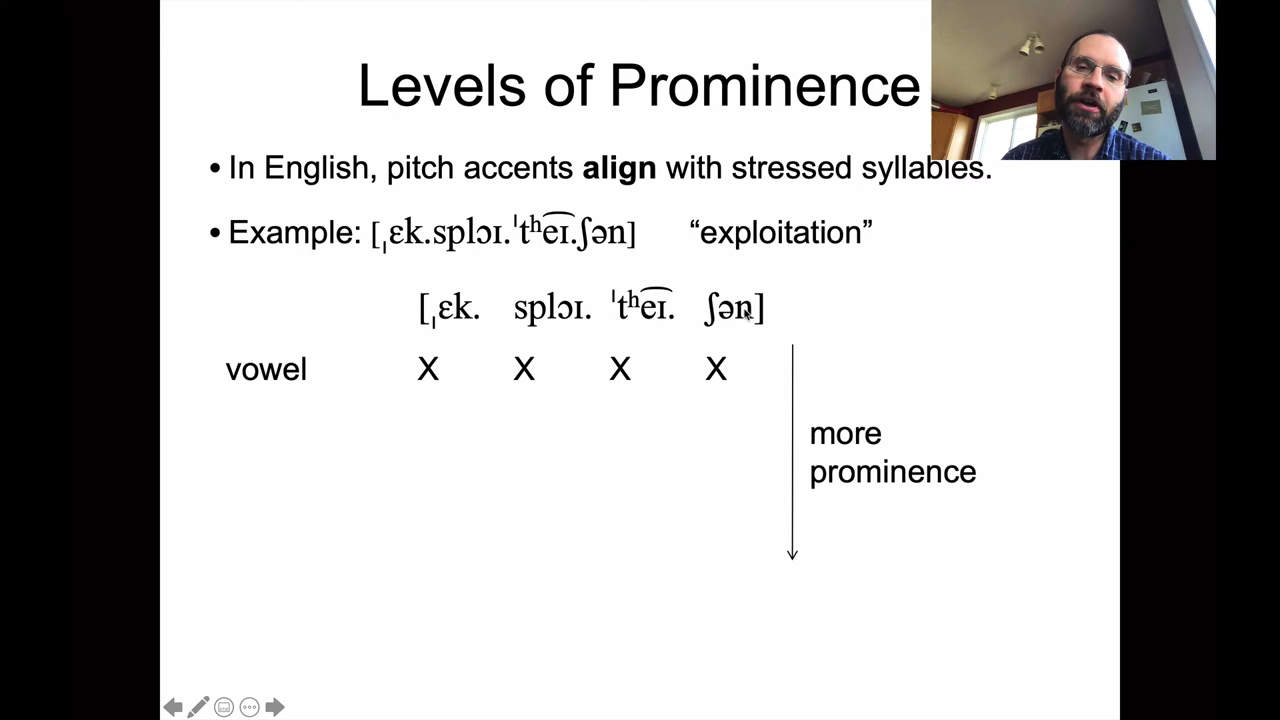 Levels of Prominence
• In English, pitch accents align with stressed syllables.
• Example: [ˌɛk.splɔɪ.ˈtʰe͡ɪ.ʃən] “exploitation”
[ˌɛk. splɔɪ. ˈtʰe͡ɪ. ʃən]
vowel X X X X
more
prominence